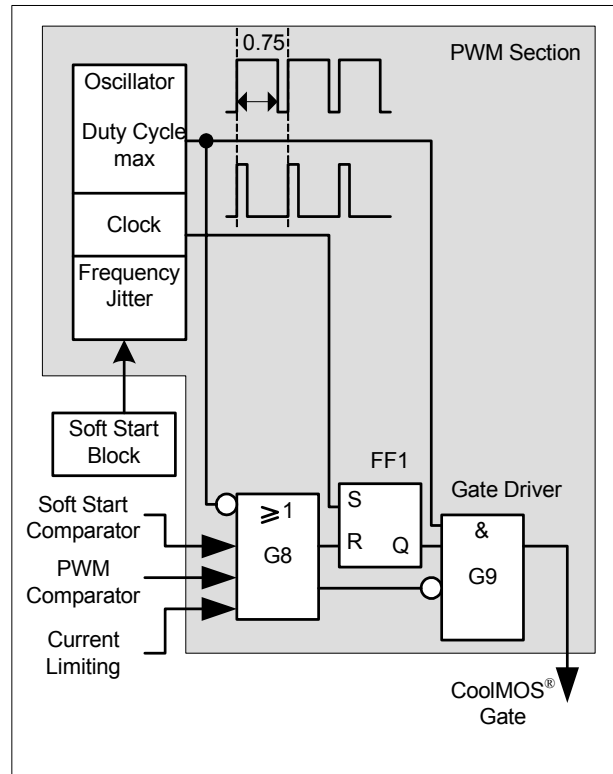 0.75
PWM Section
Oscillator
Duty Cycle
max
Clock
Frequency
Jitter
Soft Start
Block
FF1
Gate Driver
Soft Start
Comparator
PWM
Comparator
Current
Limiting
⩾1
G8
S
R
Q
&
G9
CoolMOS®
Gate